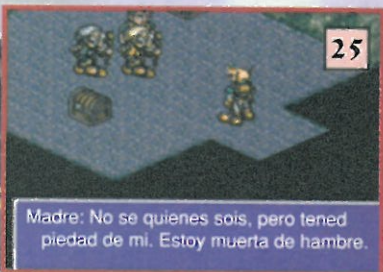 25
Madre: No se quienes sois, pero tened
piedad de mi. Estoy muerta de hambre.